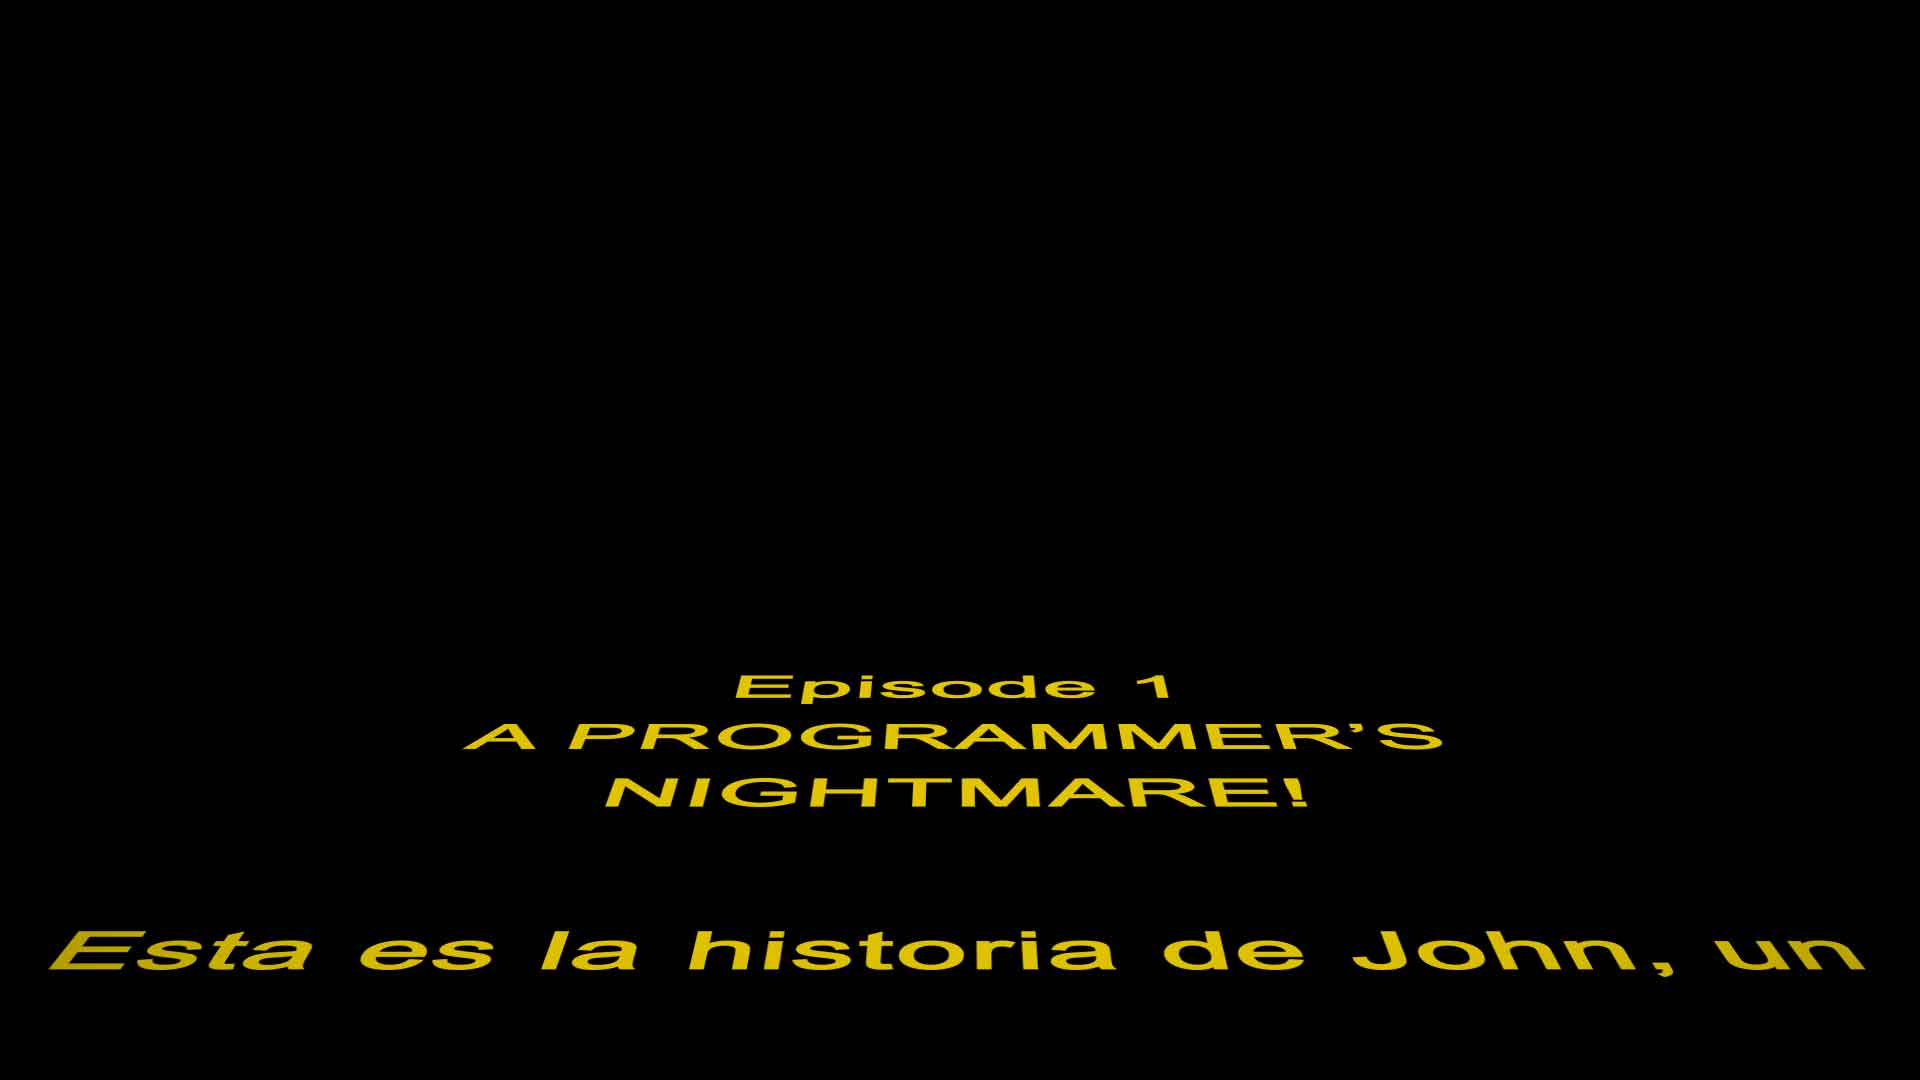 Episode 1
A PROGRAMMER’S
NIGHTMARE!
Esta es la historia de John, un